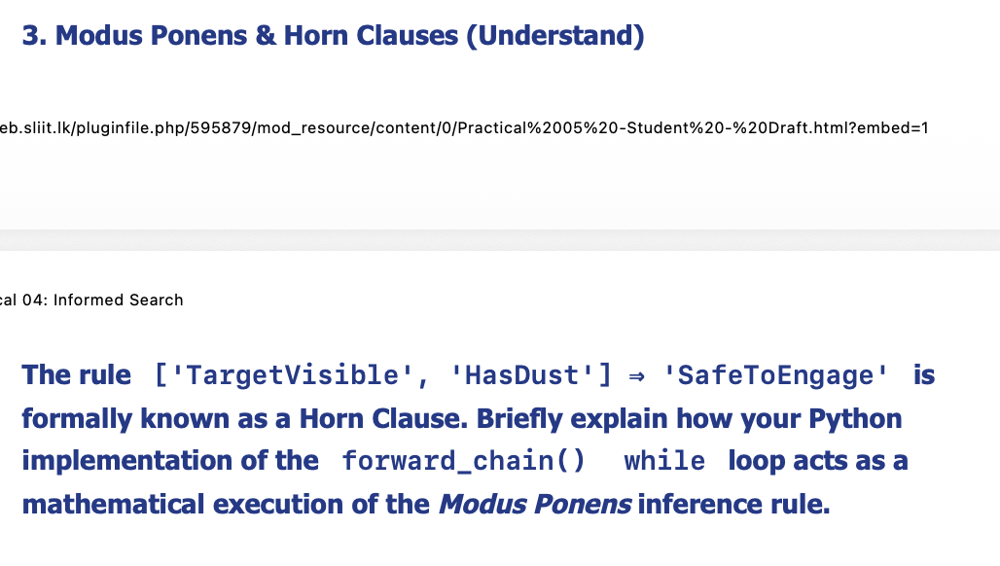 3. Modus Ponens & Horn Clauses (Understand)
eb.sliit.lk/pluginfile.php/595879/mod_resource/content/0/Practical%2005%20-Student%20-%20Draft.html?embed=1
cal 04: Informed Search
The rule ['TargetVisible', 'HasDust'] ⇒ 'SafeToEngage' is
formally known as a Horn Clause. Briefly explain how your Python
implementation of the forward_chain() while loop acts as a
mathematical execution of the Modus Ponens inference rule.